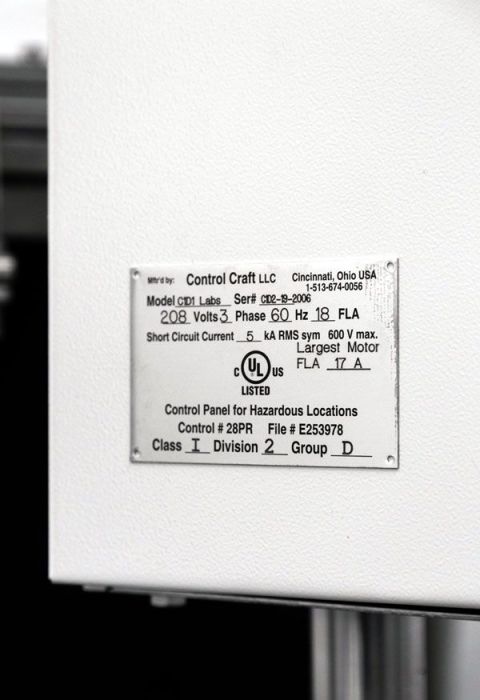 Mfr'd by: Control Craft LLC Cincinnati, Ohio USA
1-513-674-0056
Model C1D1 Labs Ser# C1D2-19-2006
208 Volts 3 Phase 60 Hz 18 FLA
Short Circuit Current 5 kA RMS sym 600 V max.
Largest Motor
FLA 17 A
C UL US
LISTED
Control Panel for Hazardous Locations
Control # 28PR File # E253978
Class I Division 2 Group D